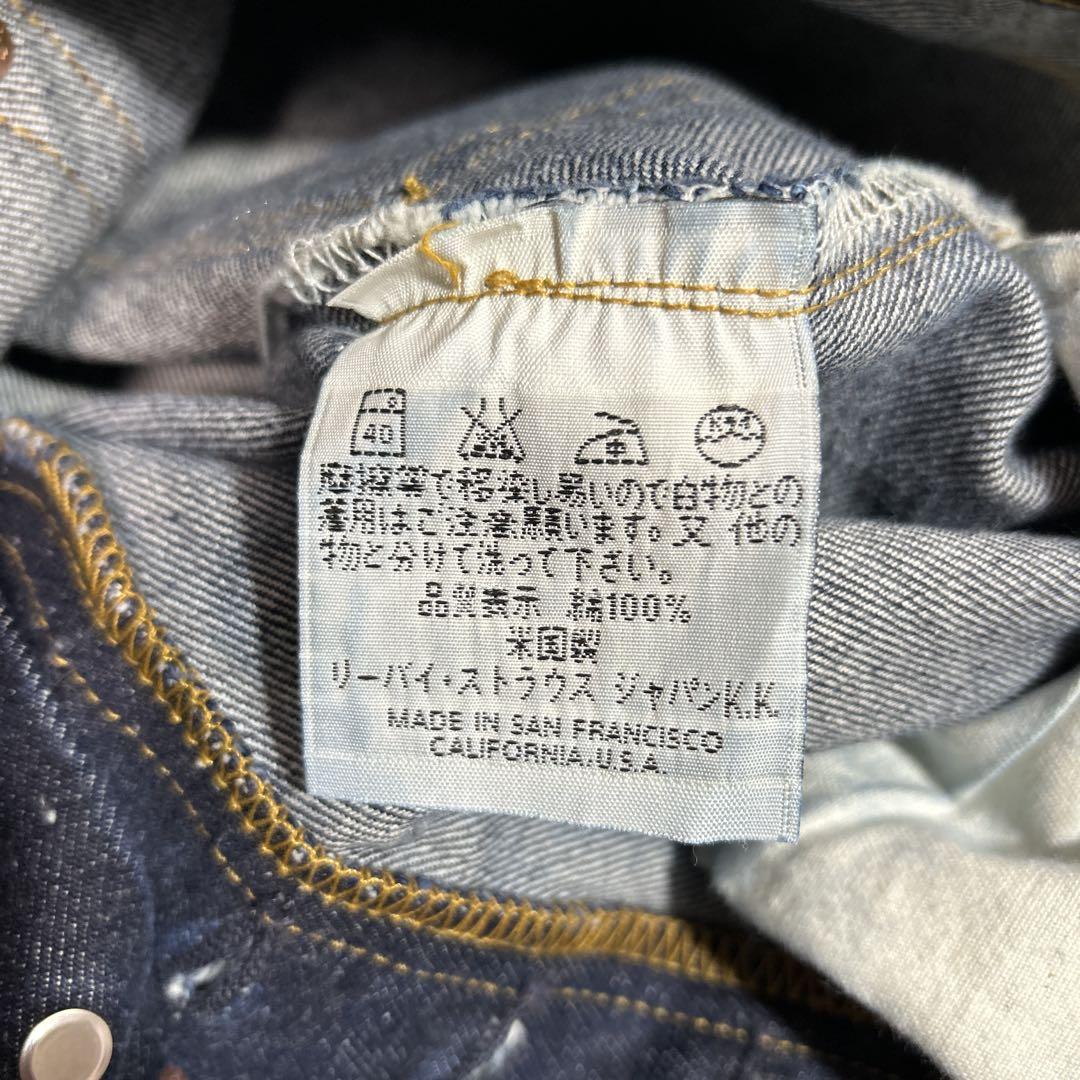 40
摩擦等で移染し易いので白物との
着用はご注意願います。又 他の
物と分けて洗って下さい。
品質表示 綿100%
米国製
リーバイ・ストラウス ジャパンK.K.
MADE IN SAN FRANCISCO
CALIFORNIA.U.S.A.